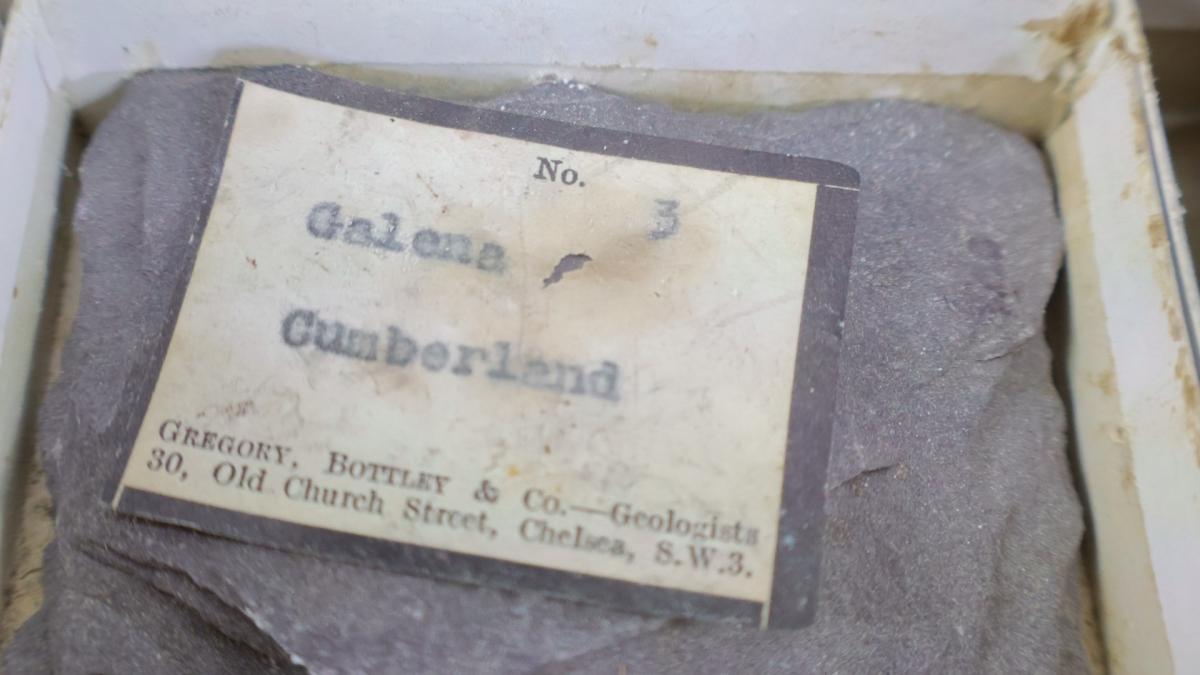 No.
3
Galena
Cumberland
GREGORY, BOTTLEY & Co.—Geologists
30, Old Church Street, Chelsea, S.W.3.